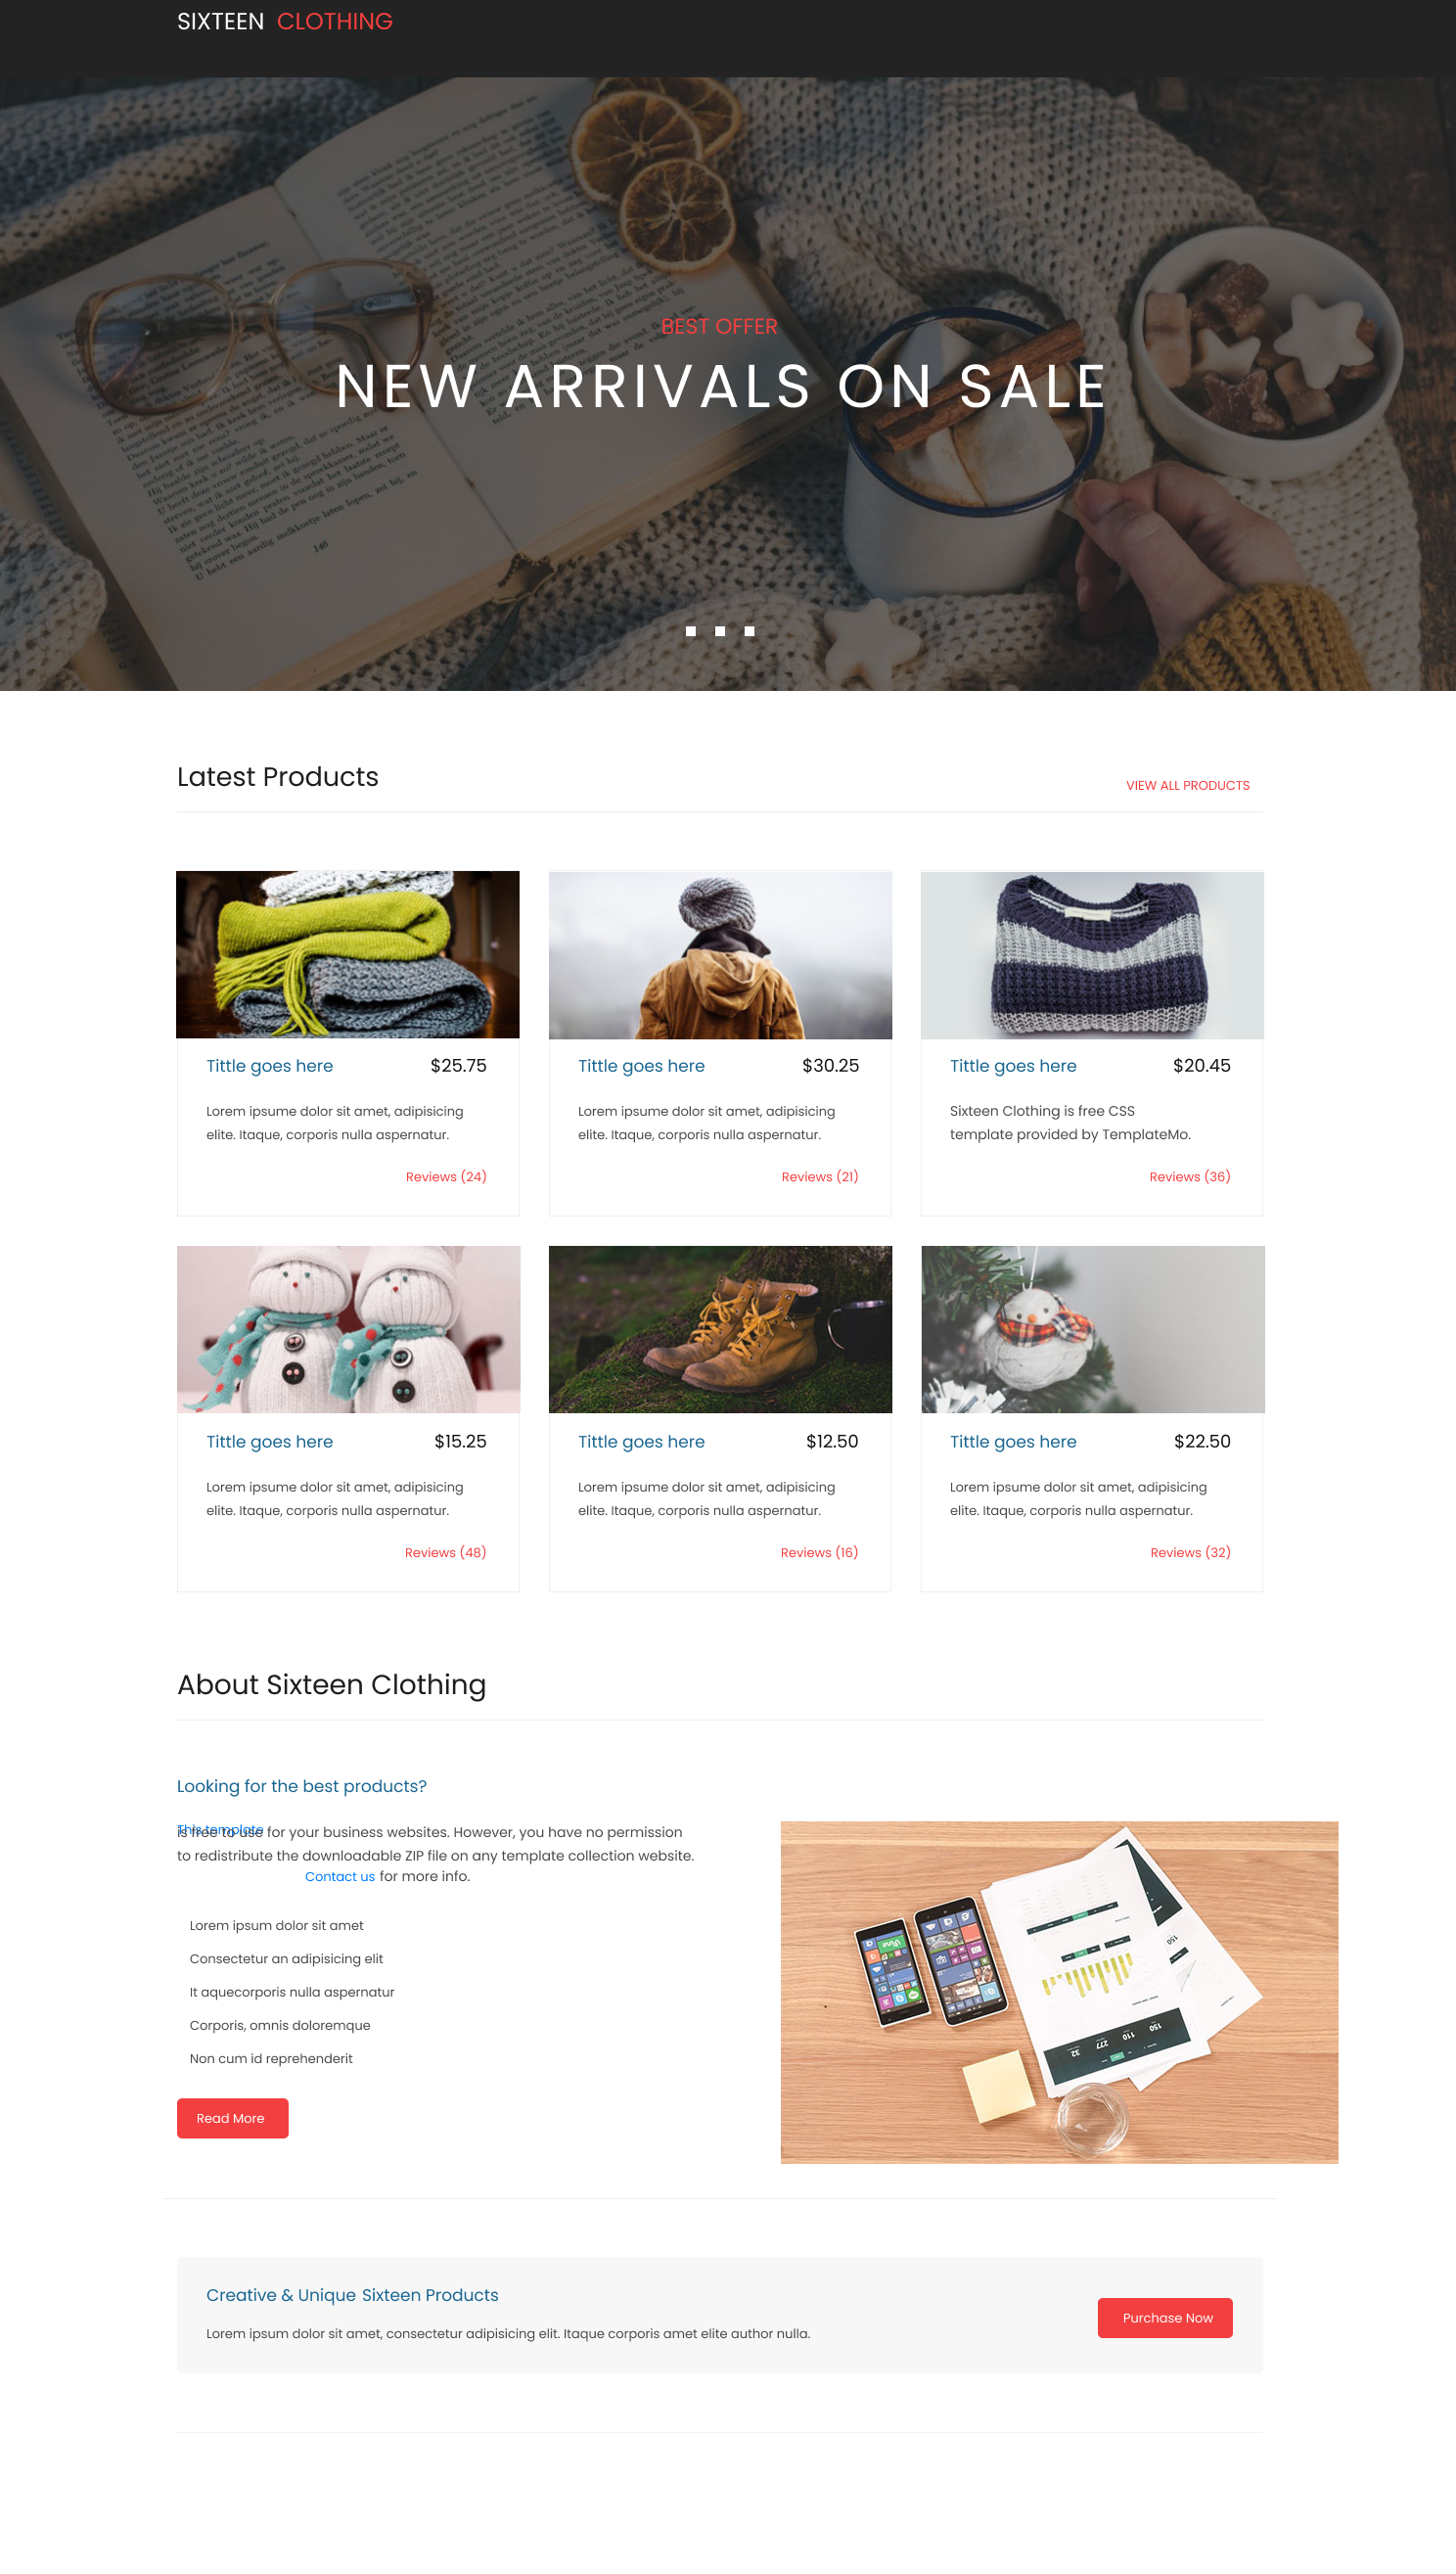 SIXTEEN CLOTHING
BEST OFFER
NEW ARRIVALS ON SALE
Latest Products
VIEW ALL PRODUCTS
Tittle goes here $25.75
Lorem ipsume dolor sit amet, adipisicing
elite. Itaque, corporis nulla aspernatur.
Reviews (24)
Tittle goes here $30.25
Lorem ipsume dolor sit amet, adipisicing
elite. Itaque, corporis nulla aspernatur.
Reviews (21)
Tittle goes here $20.45
Sixteen Clothing is free CSS
template provided by TemplateMo.
Reviews (36)
Tittle goes here $15.25
Lorem ipsume dolor sit amet, adipisicing
elite. Itaque, corporis nulla aspernatur.
Reviews (48)
Tittle goes here $12.50
Lorem ipsume dolor sit amet, adipisicing
elite. Itaque, corporis nulla aspernatur.
Reviews (16)
Tittle goes here $22.50
Lorem ipsume dolor sit amet, adipisicing
elite. Itaque, corporis nulla aspernatur.
Reviews (32)
About Sixteen Clothing
Looking for the best products?
This template
is free to use for your business websites. However, you have no permission
to redistribute the downloadable ZIP file on any template collection website.
Contact us for more info.
Lorem ipsum dolor sit amet
Consectetur an adipisicing elit
It aquecorporis nulla aspernatur
Corporis, omnis doloremque
Non cum id reprehenderit
Read More
150
32 277 110 150
Creative & Unique Sixteen Products
Lorem ipsum dolor sit amet, consectetur adipisicing elit. Itaque corporis amet elite author nulla.
Purchase Now